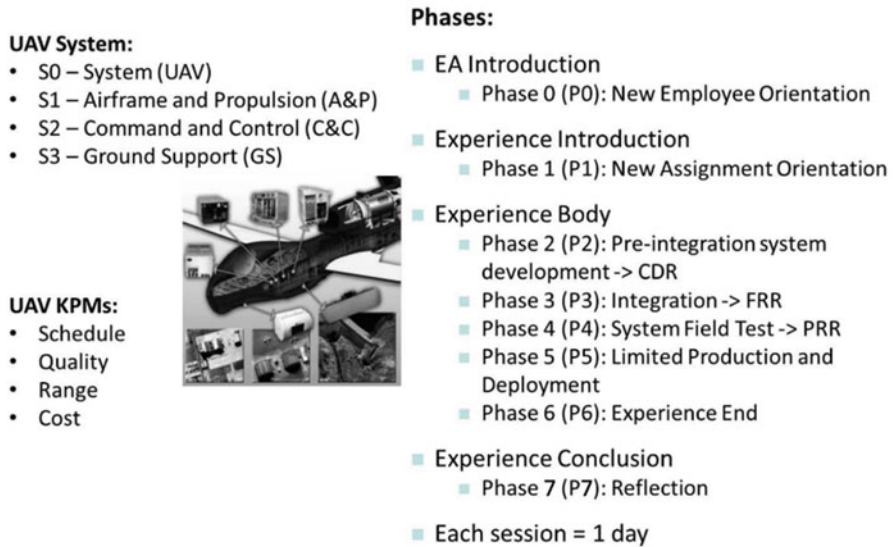 UAV System:
• S0 – System (UAV)
• S1 – Airframe and Propulsion (A&P)
• S2 – Command and Control (C&C)
• S3 – Ground Support (GS)
UAV KPMs:
• Schedule
• Quality
• Range
• Cost
Phases:
EA Introduction
Phase 0 (P0): New Employee Orientation
Experience Introduction
Phase 1 (P1): New Assignment Orientation
Experience Body
Phase 2 (P2): Pre-integration system
development -> CDR
Phase 3 (P3): Integration -> FRR
Phase 4 (P4): System Field Test -> PRR
Phase 5 (P5): Limited Production and
Deployment
Phase 6 (P6): Experience End
Experience Conclusion
Phase 7 (P7): Reflection
Each session = 1 day